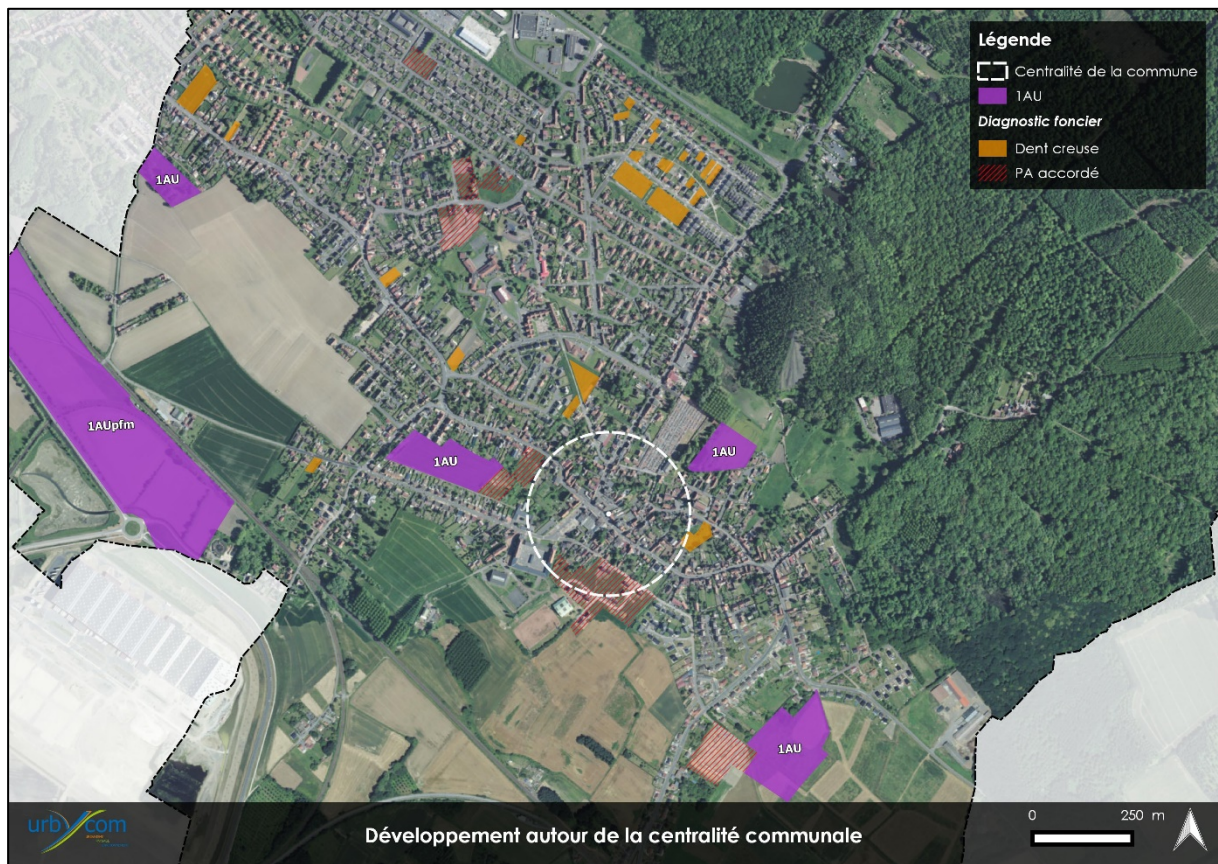 Légende
Centralité de la commune
1AU
Diagnostic foncier
Dent creuse
PA accordé
1AU
1AUpfm
1AU
1AU
1AU
urbycom
Développement autour de la centralité communale
0 250 m